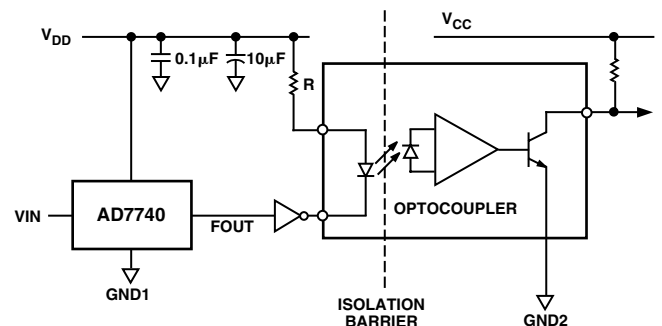 VDD
VCC
0.1μF
10μF
R
VIN
AD7740
FOUT
OPTOCOUPLER
GND1
ISOLATION
BARRIER
GND2